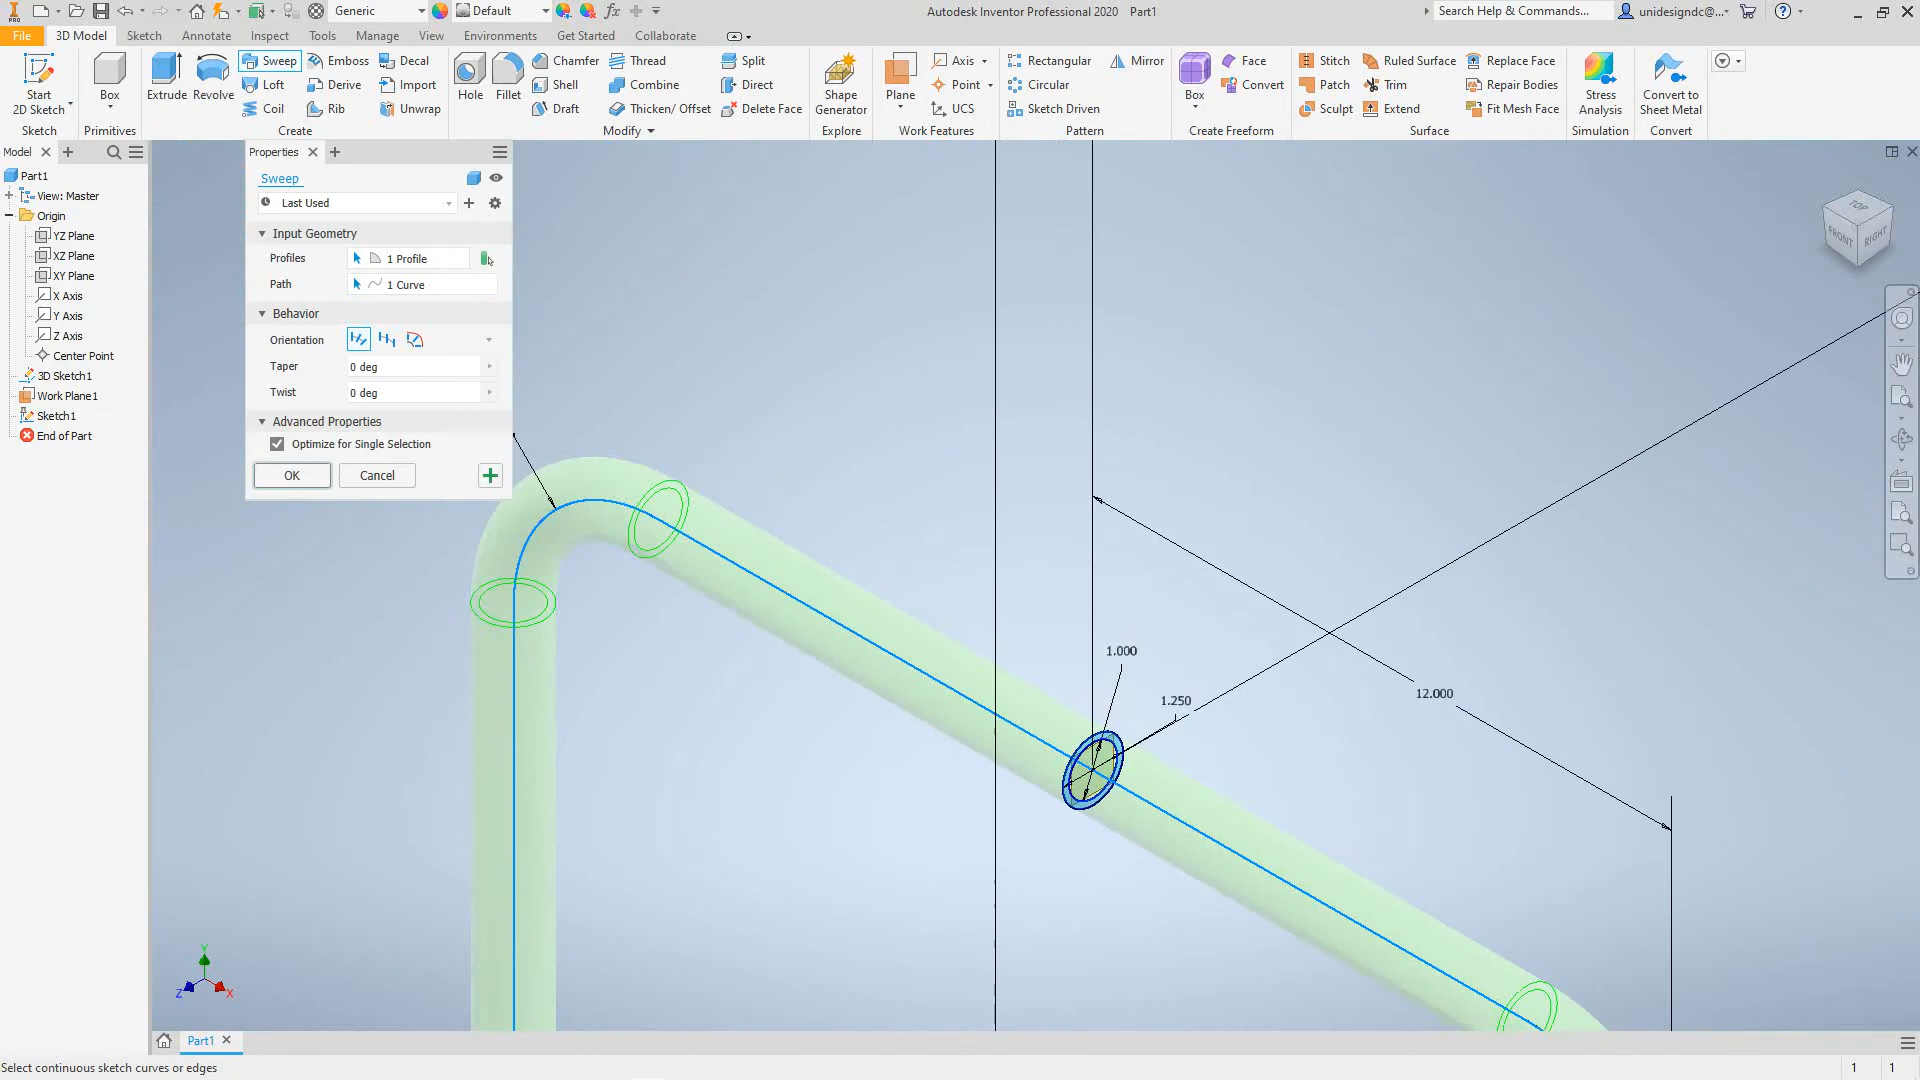 PRO Generic Default Autodesk Inventor Professional 2020 Part1 Search Help & Commands... unidesigndc@...
File 3D Model Sketch Annotate Inspect Tools Manage View Environments Get Started Collaborate
Start 2D Sketch
Sketch
Box
Primitives
Extrude Revolve
Sweep Emboss Decal
Loft Derive Import
Coil Rib Unwrap
Create
Hole Fillet
Chamfer Thread Split
Shell Combine Direct
Draft Thicken/ Offset Delete Face
Modify
Shape Generator
Explore
Plane
Axis
Point
UCS
Work Features
Rectangular Mirror
Circular
Sketch Driven
Pattern
Box
Face
Convert
Create Freeform
Stitch Ruled Surface Replace Face
Patch Trim Repair Bodies
Sculpt Extend Fit Mesh Face
Surface
Stress Analysis
Simulation
Convert to Sheet Metal
Convert
Model
Part1
View: Master
Origin
YZ Plane
XZ Plane
XY Plane
X Axis
Y Axis
Z Axis
Center Point
3D Sketch1
Work Plane1
Sketch1
End of Part
Properties
Sweep
Last Used
Input Geometry
Profiles 1 Profile
Path 1 Curve
Behavior
Orientation
Taper 0 deg
Twist 0 deg
Advanced Properties
Optimize for Single Selection
OK Cancel
TOP
FRONT RIGHT
1.000
1.250
12.000
Y
Z X
Part1
Select continuous sketch curves or edges 1 1